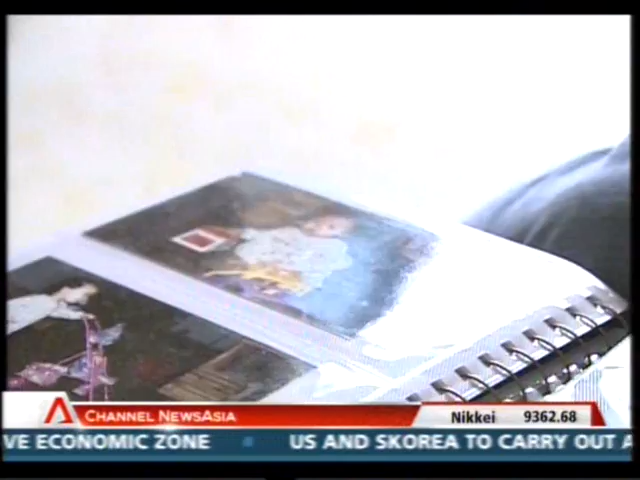 CHANNEL NEWSASIA Nikkei 9362.68
VE ECONOMIC ZONE US AND SKOREA TO CARRY OUT A